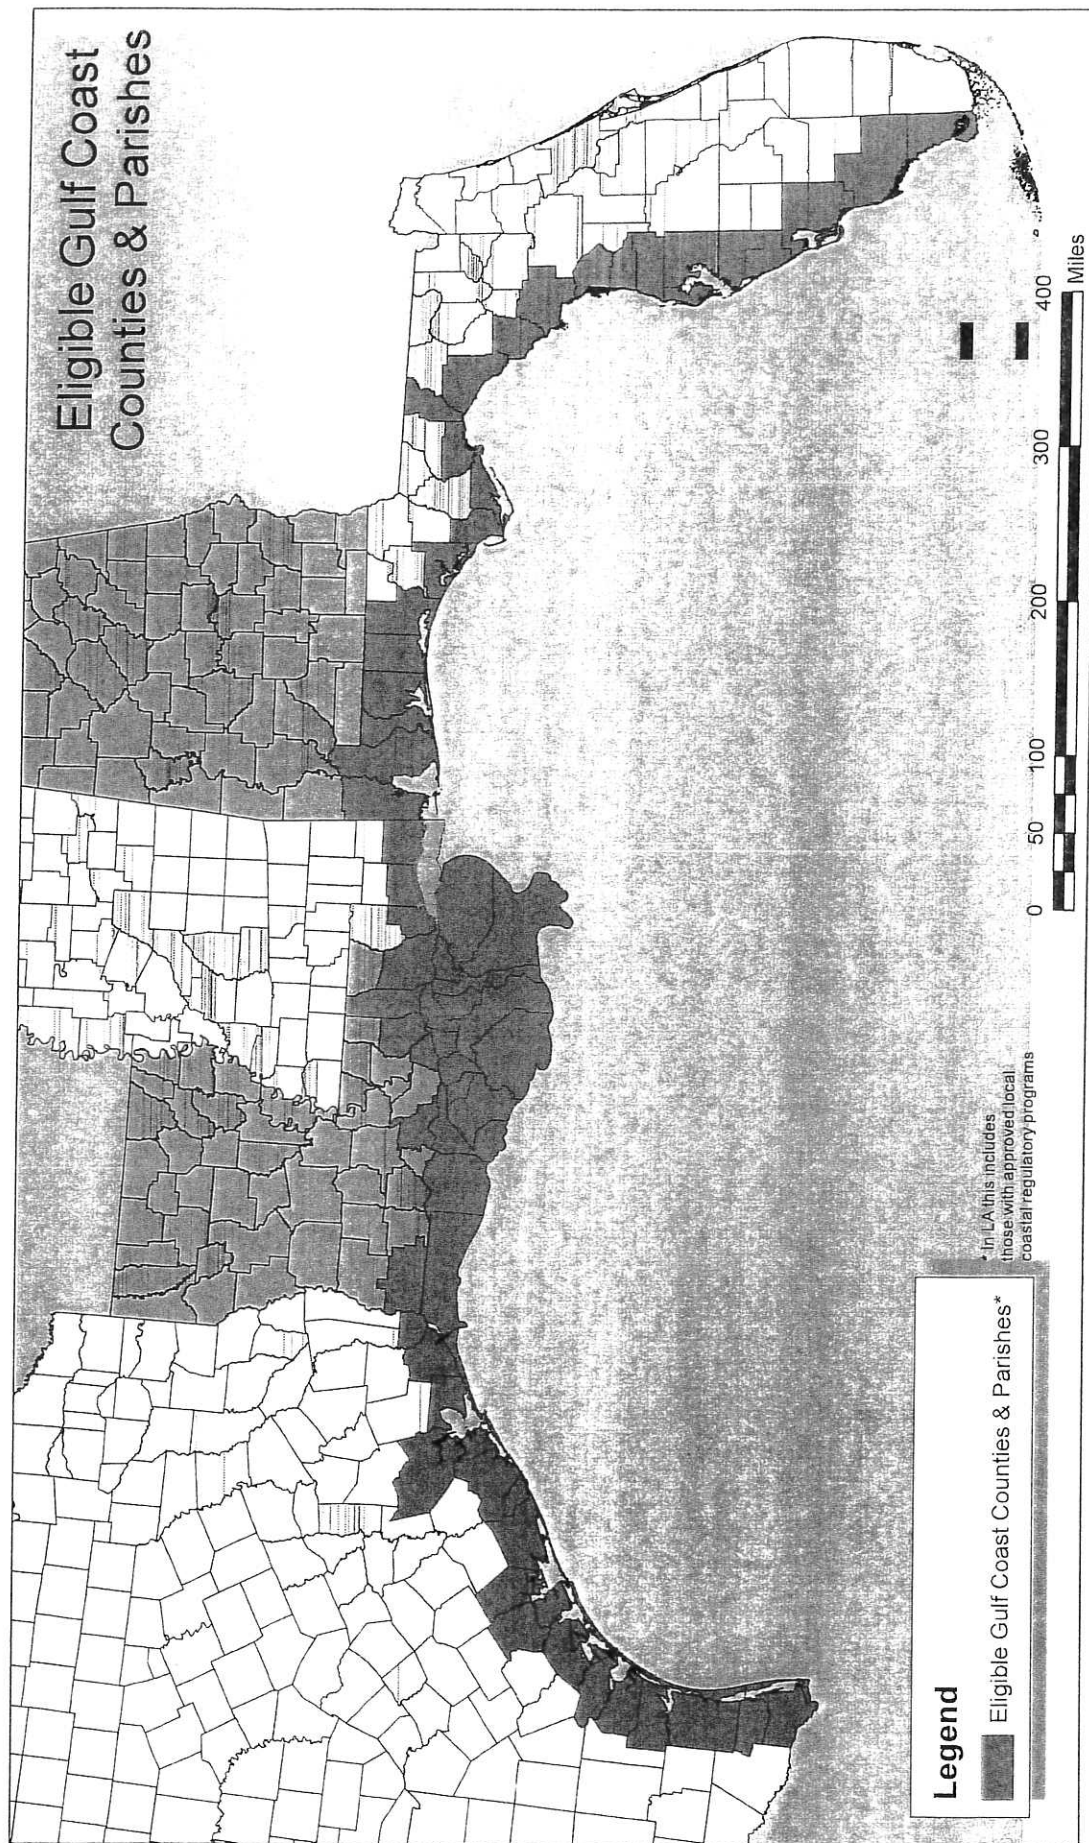 Eligible Gulf Coast
Counties & Parishes
0 50 100 200 300 400
Miles
* In LA this includes
those with approved local
coastal regulatory programs
Legend
Eligible Gulf Coast Counties & Parishes*